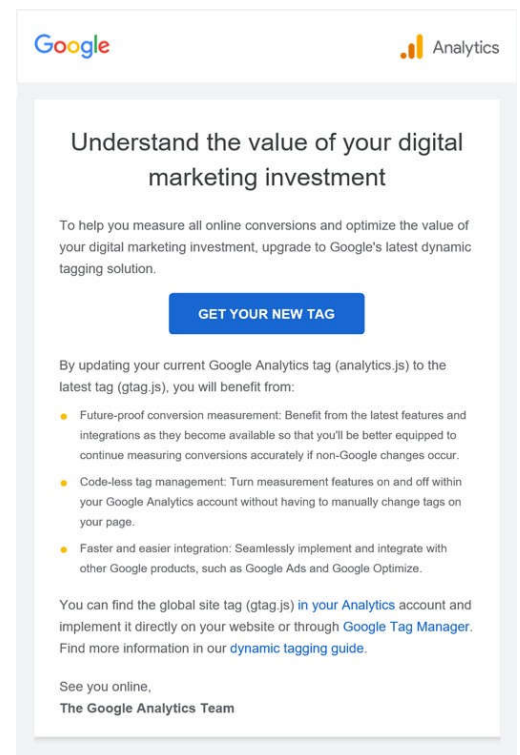 Google
Analytics
Understand the value of your digital
marketing investment
To help you measure all online conversions and optimize the value of
your digital marketing investment, upgrade to Google's latest dynamic
tagging solution.
GET YOUR NEW TAG
By updating your current Google Analytics tag (analytics.js) to the
latest tag (gtag.js), you will benefit from:
Future-proof conversion measurement: Benefit from the latest features and
integrations as they become available so that you'll be better equipped to
continue measuring conversions accurately if non-Google changes occur.
Code-less tag management: Turn measurement features on and off within
your Google Analytics account without having to manually change tags on
your page.
Faster and easier integration: Seamlessly implement and integrate with
other Google products, such as Google Ads and Google Optimize.
You can find the global site tag (gtag.js) in your Analytics account and
implement it directly on your website or through Google Tag Manager.
Find more information in our dynamic tagging guide.
See you online,
The Google Analytics Team